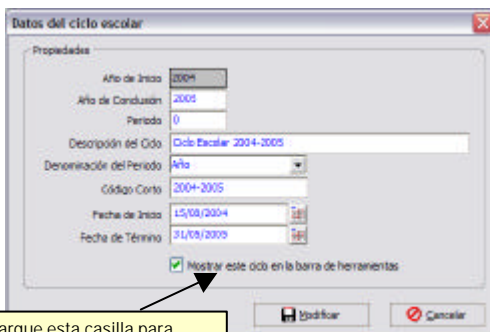 Datos del ciclo escolar
Propiedades
Año de Inicio 2004
Año de Conclusión 2005
Periodo 0
Descripción del Ciclo Ciclo Escolar 2004-2005
Denominación del Periodo Año
Código Corto 2004-2005
Fecha de Inicio 15/08/2004
Fecha de Término 31/08/2005
Mostrar este ciclo en la barra de herramientas
Modificar Cancelar
arque esta casilla para